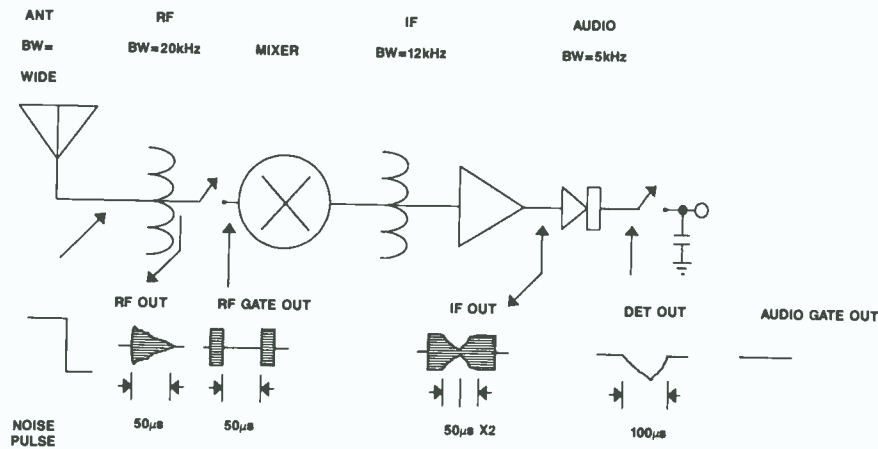 ANT
BW=
WIDE
RF
BW=20kHz
MIXER
IF
BW=12kHz
AUDIO
BW=5kHz
RF OUT
RF GATE OUT
IF OUT
DET OUT
AUDIO GATE OUT
NOISE
PULSE
50µs
50µs
50µs X2
100µs